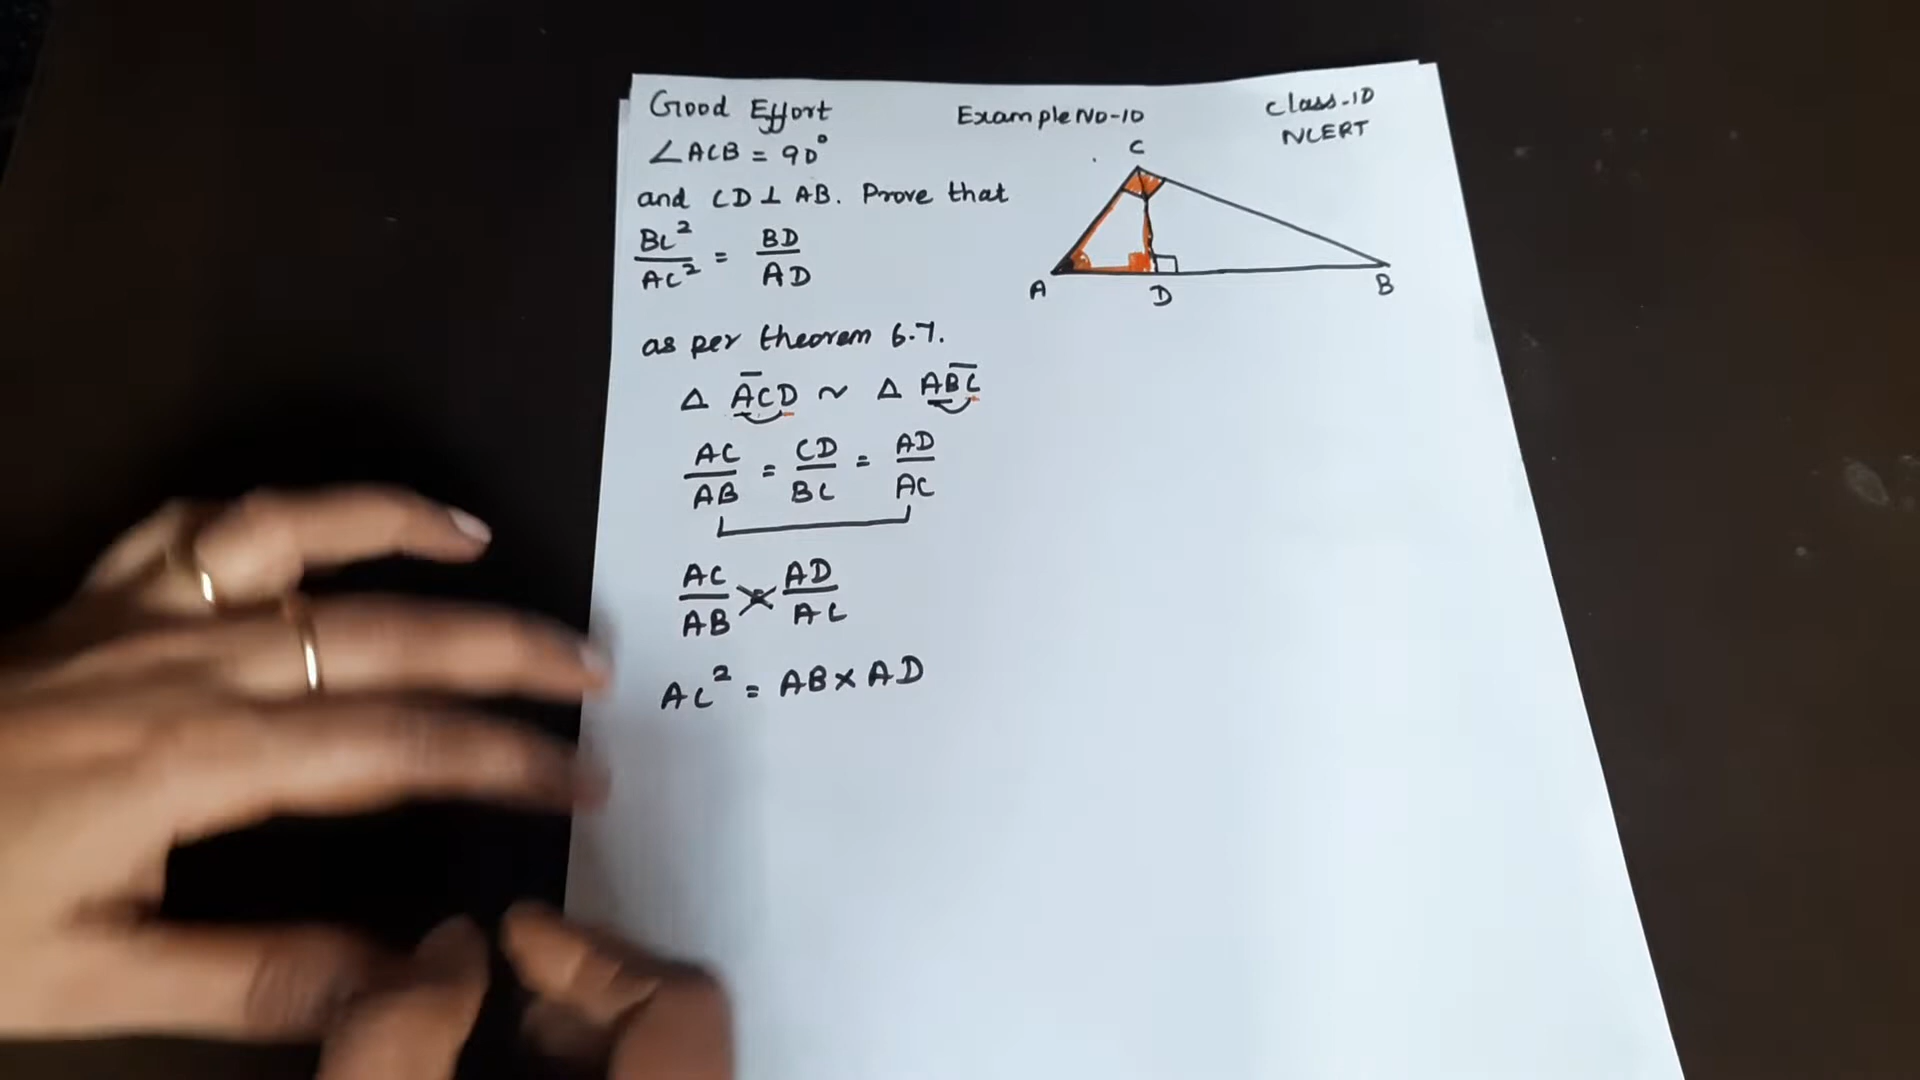 Good Effort
Example No-10
class-10
NCERT
∠ACB = 90°
and CD ⊥ AB. Prove that
BC²/AC² = BD/AD
C
A
D
B
as per theorem 6.7.
Δ ACD ~ Δ ABC
AC/AB = CD/BC = AD/AC
AC/AB = AD/AC
AC² = AB × AD